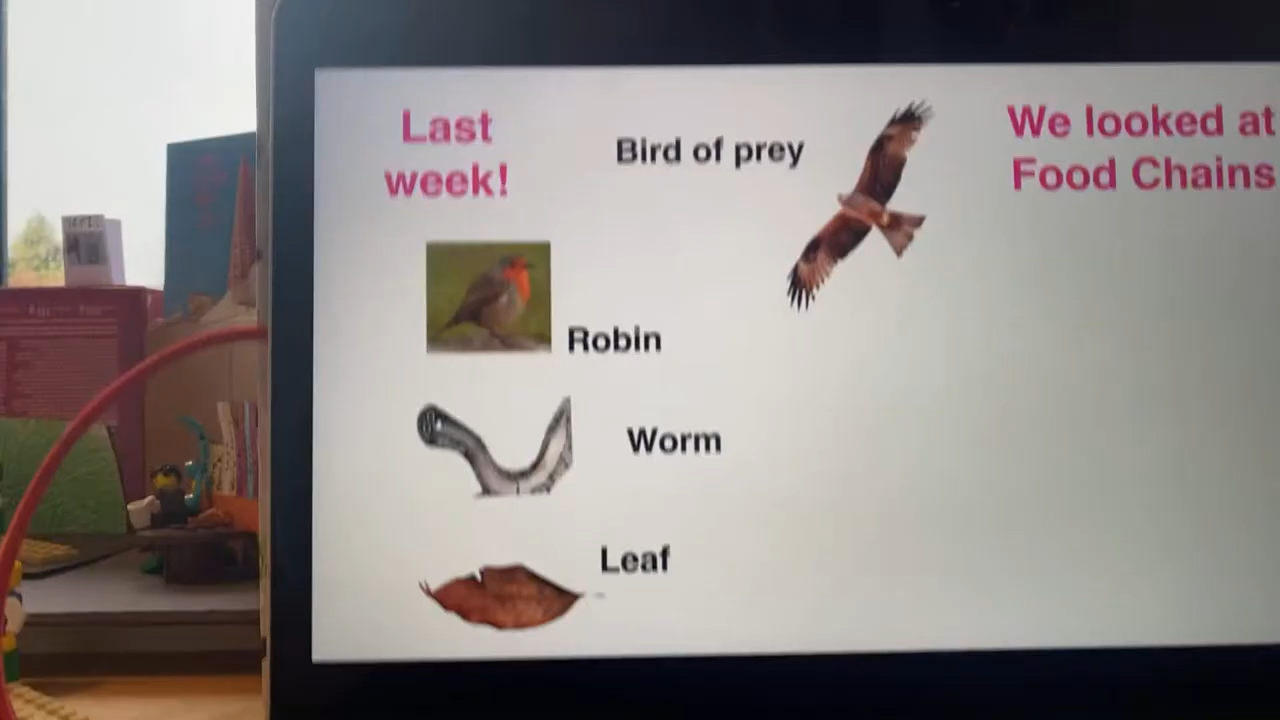 Last
week!
Bird of prey
We looked at
Food Chains
Robin
Worm
Leaf